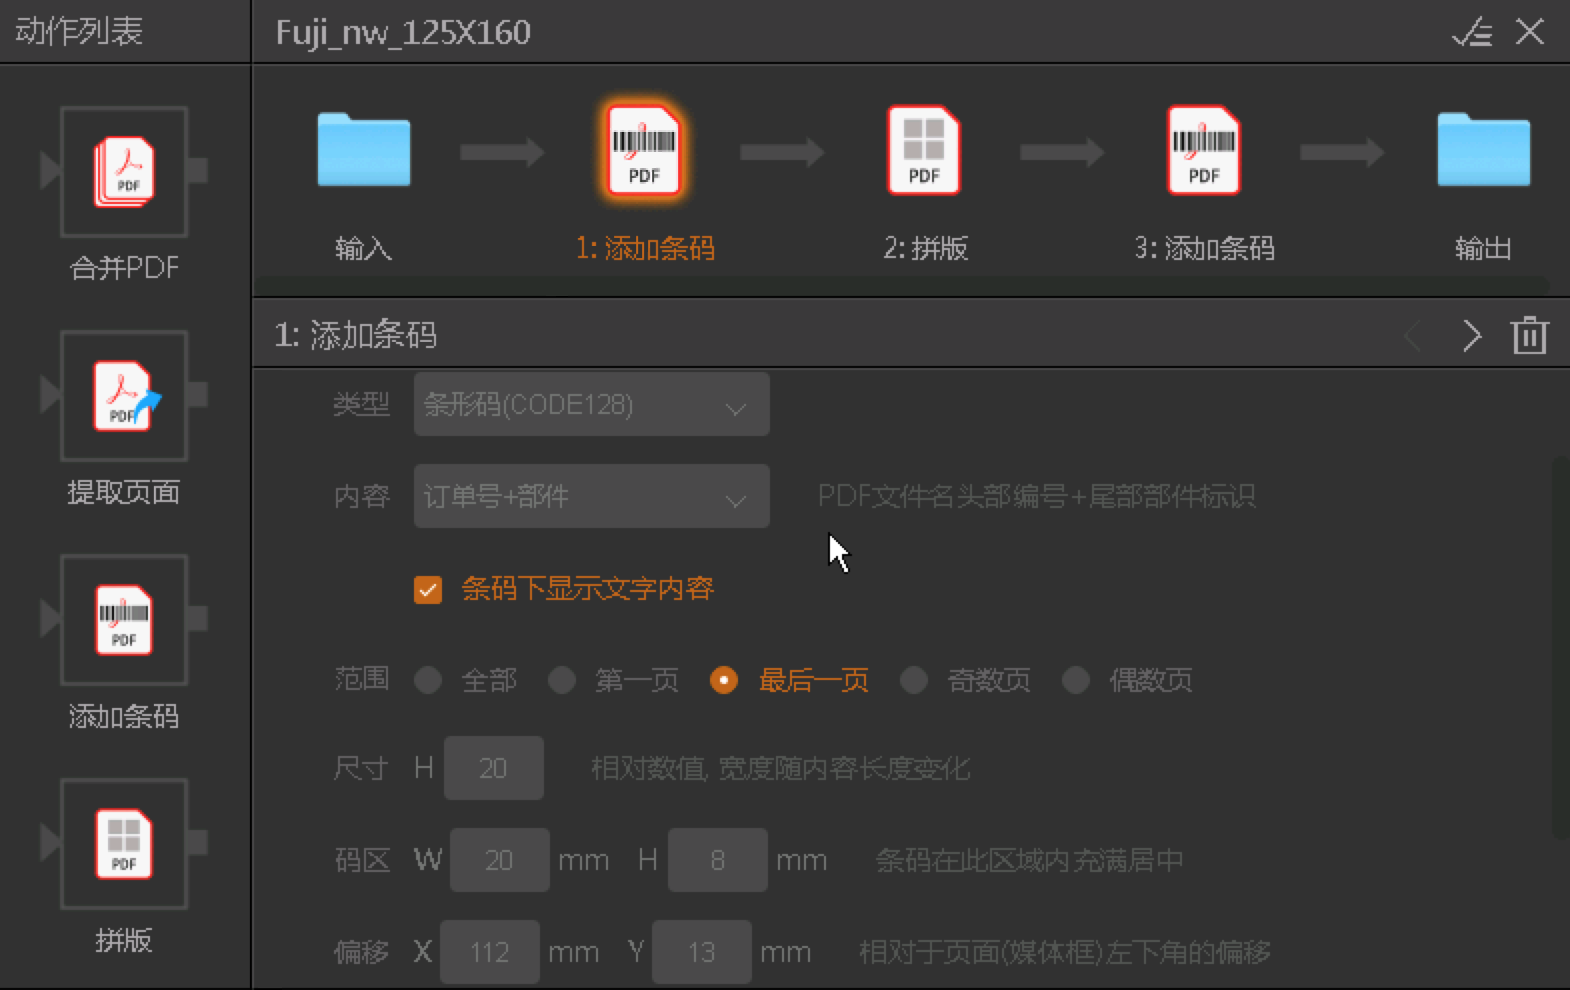 动作列表
Fuji_nw_125X160
PDF
合并PDF
PDF
提取页面
PDF
添加条码
PDF
拼版
输入
PDF
1: 添加条码
PDF
2: 拼版
PDF
3: 添加条码
输出
1: 添加条码
类型 条形码(CODE128)
内容 订单号+部件 PDF文件名头部编号+尾部部件标识
条码下显示文字内容
范围 全部 第一页 最后一页 奇数页 偶数页
尺寸 H 20 相对数值, 宽度随内容长度变化
码区 W 20 mm H 8 mm 条码在此区域内充满居中
偏移 X 112 mm Y 13 mm 相对于页面(媒体框)左下角的偏移